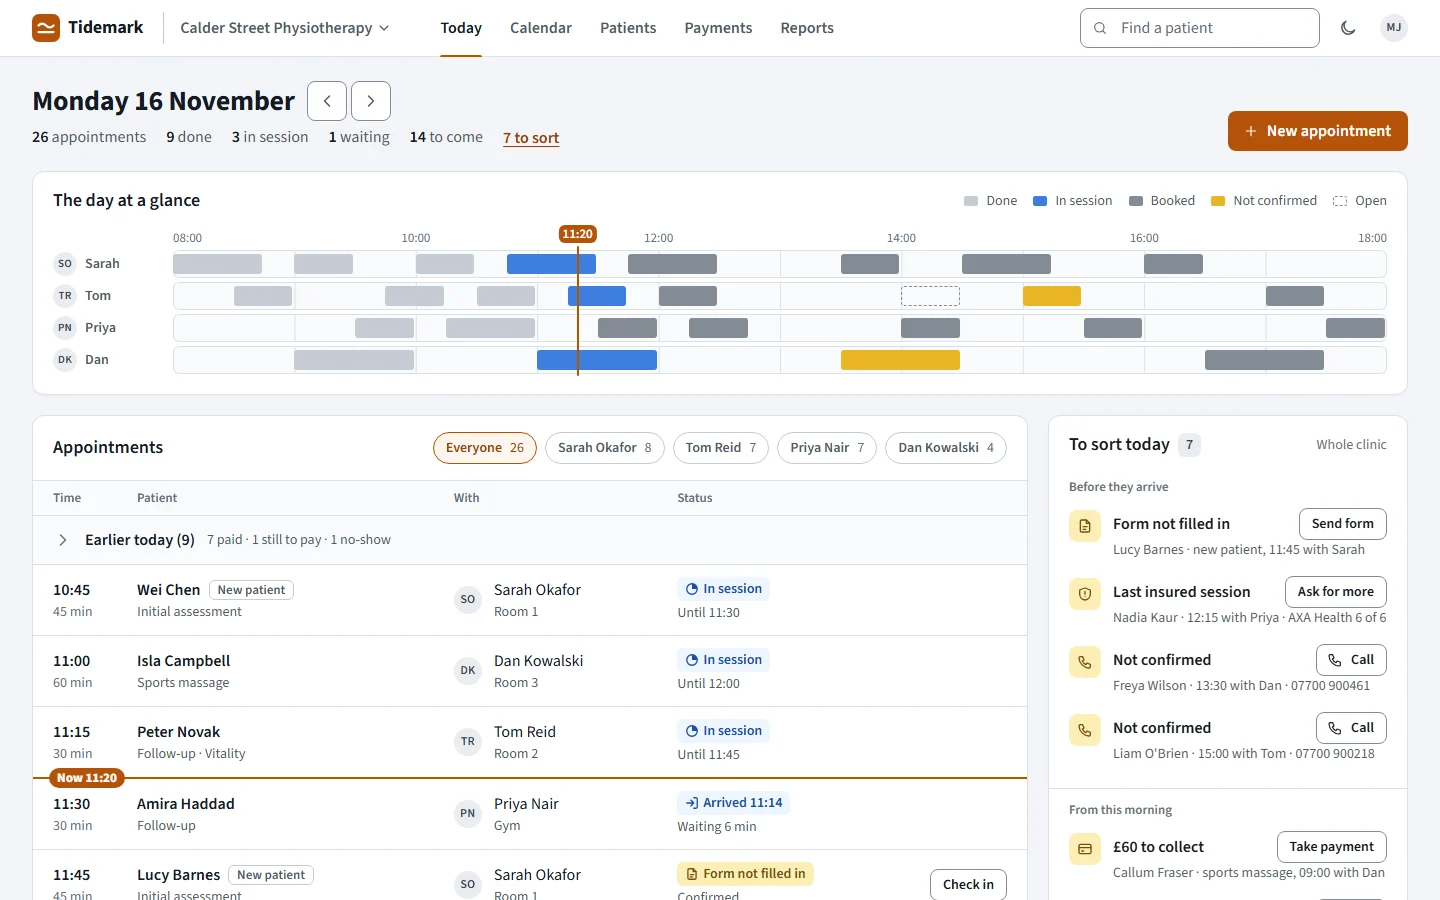 Tidemark
Calder Street Physiotherapy
Today
Calendar
Patients
Payments
Reports
Find a patient
MJ
Monday 16 November
26 appointments 9 done 3 in session 1 waiting 14 to come 7 to sort
New appointment
The day at a glance
Done
In session
Booked
Not confirmed
Open
08:00 10:00 11:20 12:00 14:00 16:00 18:00
SO Sarah
TR Tom
PN Priya
DK Dan
Appointments
Everyone 26
Sarah Okafor 8
Tom Reid 7
Priya Nair 7
Dan Kowalski 4
Time Patient With Status
Earlier today (9) 7 paid · 1 still to pay · 1 no-show
10:45 Wei Chen New patient SO Sarah Okafor In session
45 min Initial assessment Room 1 Until 11:30
11:00 Isla Campbell DK Dan Kowalski In session
60 min Sports massage Room 3 Until 12:00
11:15 Peter Novak TR Tom Reid In session
30 min Follow-up · Vitality Room 2 Until 11:45
Now 11:20
11:30 Amira Haddad PN Priya Nair Arrived 11:14
30 min Follow-up Gym Waiting 6 min
11:45 Lucy Barnes New patient SO Sarah Okafor Form not filled in Check in
45 min Initial assessment Room 1 Confirmed
To sort today 7 Whole clinic
Before they arrive
Form not filled in Send form
Lucy Barnes · new patient, 11:45 with Sarah
Last insured session Ask for more
Nadia Kaur · 12:15 with Priya · AXA Health 6 of 6
Not confirmed Call
Freya Wilson · 13:30 with Dan · 07700 900461
Not confirmed Call
Liam O'Brien · 15:00 with Tom · 07700 900218
From this morning
£60 to collect Take payment
Callum Fraser · sports massage, 09:00 with Dan